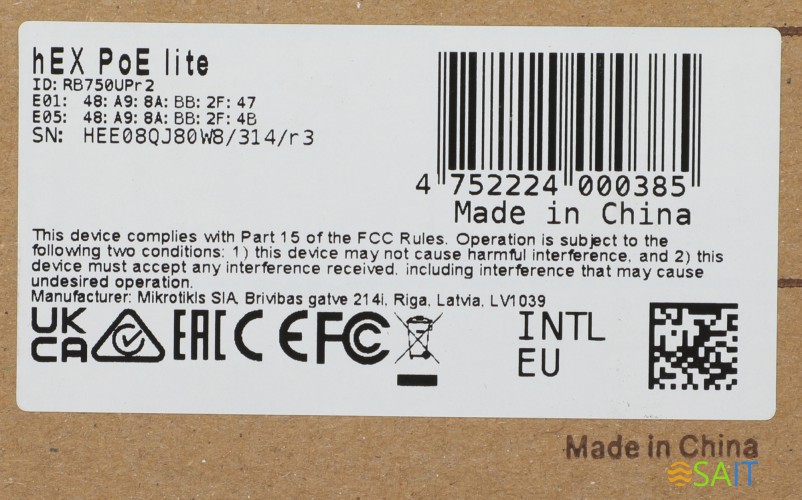 hEX PoE lite
ID: RB750UPr2
E01: 48: A9: 8A: BB: 2F: 47
E05: 48: A9: 8A: BB: 2F: 4B
SN: HEE08QJ80W8/314/r3
4 752224 000385
Made in China
This device complies with Part 15 of the FCC Rules. Operation is subject to the
following two conditions: 1) this device may not cause harmful interference, and 2) this
device must accept any interference received, including interference that may cause
undesired operation.
Manufacturer: Mikrotikls SIA, Brivibas gatve 214i, Riga, Latvia, LV1039
UK
CA EAC CE FCC
INTL
EU
Made in China
SAIT